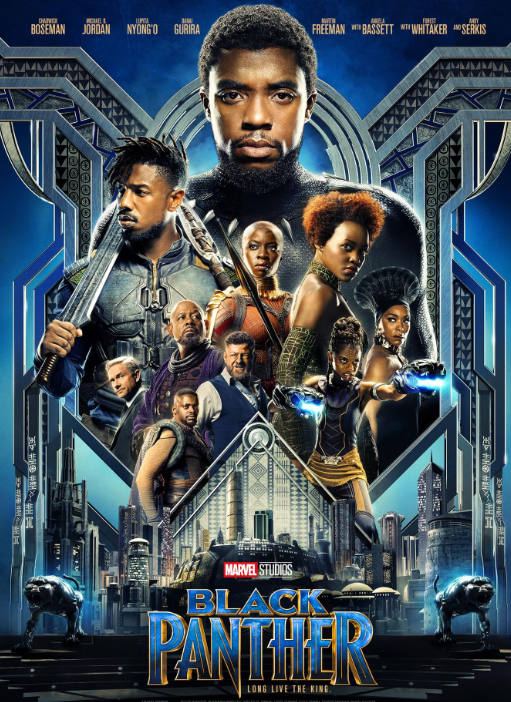 CHADWICK BOSEMAN
MICHAEL B. JORDAN
LUPITA NYONG'O
DANAI GURIRA
MARTIN FREEMAN
WITH ANGELA BASSETT
WITH FOREST WHITAKER
AND ANDY SERKIS
MARVEL STUDIOS
BLACK
PANTHER
LONG LIVE THE KING.